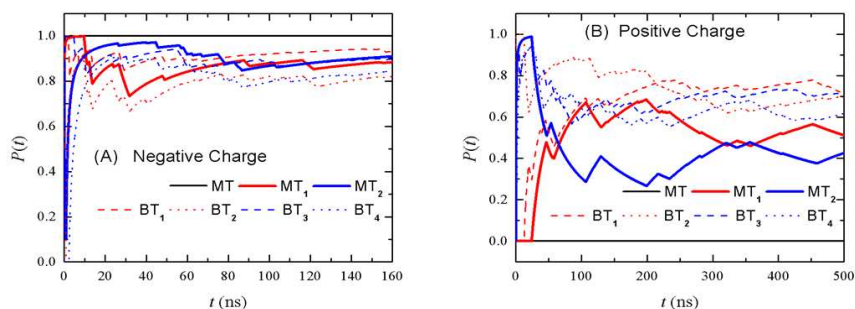 (A) Negative Charge
P(t)
1.0
0.8
0.6
0.4
0.2
0.0
MT MT₁ MT₂
BT₁ BT₂ BT₃ BT₄
0 20 40 60 80 100 120 140 160
t (ns)
(B) Positive Charge
P(t)
1.0
0.8
0.6
0.4
0.2
0.0
MT MT₁ MT₂
BT₁ BT₂ BT₃ BT₄
0 100 200 300 400 500
t (ns)